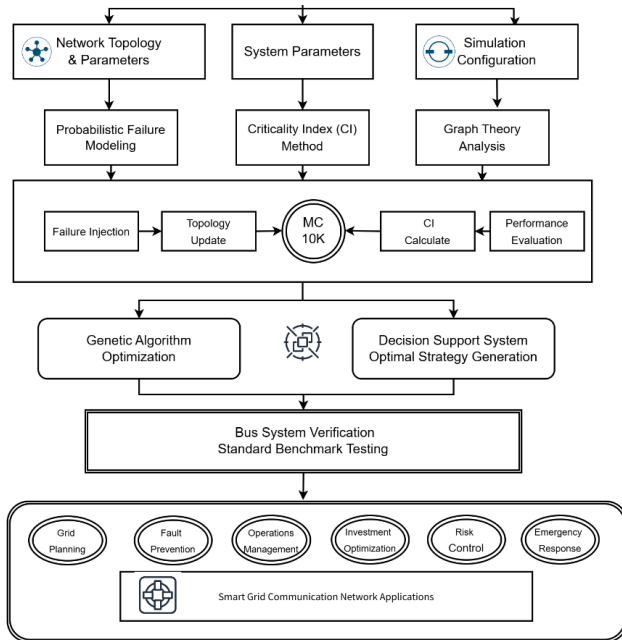 Network Topology
& Parameters
System Parameters
Simulation
Configuration
Probabilistic Failure
Modeling
Criticality Index (CI)
Method
Graph Theory
Analysis
Failure Injection
Topology
Update
MC
10K
CI
Calculate
Performance
Evaluation
Genetic Algorithm
Optimization
Decision Support System
Optimal Strategy Generation
Bus System Verification
Standard Benchmark Testing
Grid
Planning
Fault
Prevention
Operations
Management
Investment
Optimization
Risk
Control
Emergency
Response
Smart Grid Communication Network Applications